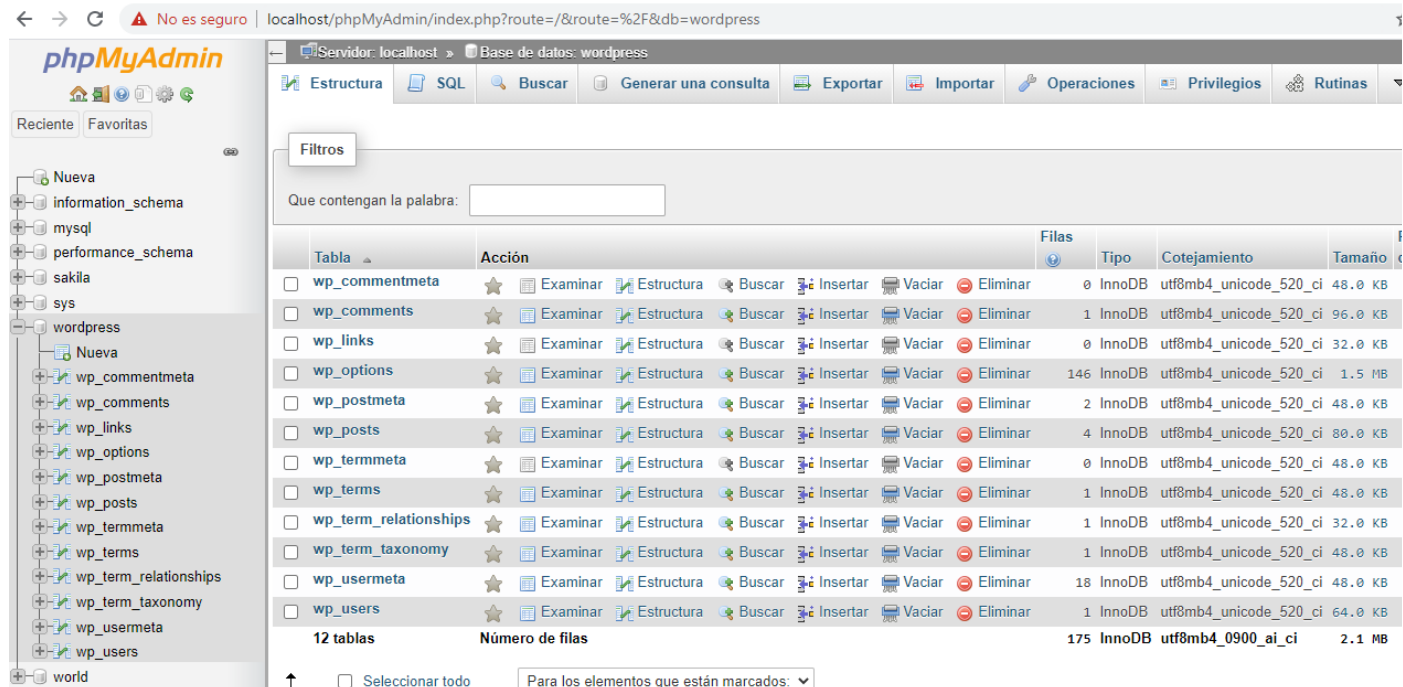 No es seguro localhost/phpMyAdmin/index.php?route=/&route=%2F&db=wordpress
phpMyAdmin
Reciente Favoritas
Nueva
information_schema
mysql
performance_schema
sakila
sys
wordpress
Nueva
wp_commentmeta
wp_comments
wp_links
wp_options
wp_postmeta
wp_posts
wp_termmeta
wp_terms
wp_term_relationships
wp_term_taxonomy
wp_usermeta
wp_users
world
Servidor: localhost » Base de datos: wordpress
Estructura SQL Buscar Generar una consulta Exportar Importar Operaciones Privilegios Rutinas
Filtros
Que contengan la palabra:
Tabla Acción Filas Tipo Cotejamiento Tamaño
wp_commentmeta Examinar Estructura Buscar Insertar Vaciar Eliminar 0 InnoDB utf8mb4_unicode_520_ci 48.0 KB
wp_comments Examinar Estructura Buscar Insertar Vaciar Eliminar 1 InnoDB utf8mb4_unicode_520_ci 96.0 KB
wp_links Examinar Estructura Buscar Insertar Vaciar Eliminar 0 InnoDB utf8mb4_unicode_520_ci 32.0 KB
wp_options Examinar Estructura Buscar Insertar Vaciar Eliminar 146 InnoDB utf8mb4_unicode_520_ci 1.5 MB
wp_postmeta Examinar Estructura Buscar Insertar Vaciar Eliminar 2 InnoDB utf8mb4_unicode_520_ci 48.0 KB
wp_posts Examinar Estructura Buscar Insertar Vaciar Eliminar 4 InnoDB utf8mb4_unicode_520_ci 80.0 KB
wp_termmeta Examinar Estructura Buscar Insertar Vaciar Eliminar 0 InnoDB utf8mb4_unicode_520_ci 48.0 KB
wp_terms Examinar Estructura Buscar Insertar Vaciar Eliminar 1 InnoDB utf8mb4_unicode_520_ci 48.0 KB
wp_term_relationships Examinar Estructura Buscar Insertar Vaciar Eliminar 1 InnoDB utf8mb4_unicode_520_ci 32.0 KB
wp_term_taxonomy Examinar Estructura Buscar Insertar Vaciar Eliminar 1 InnoDB utf8mb4_unicode_520_ci 48.0 KB
wp_usermeta Examinar Estructura Buscar Insertar Vaciar Eliminar 18 InnoDB utf8mb4_unicode_520_ci 48.0 KB
wp_users Examinar Estructura Buscar Insertar Vaciar Eliminar 1 InnoDB utf8mb4_unicode_520_ci 64.0 KB
12 tablas Número de filas 175 InnoDB utf8mb4_0900_ai_ci 2.1 MB
Seleccionar todo Para los elementos que están marcados: